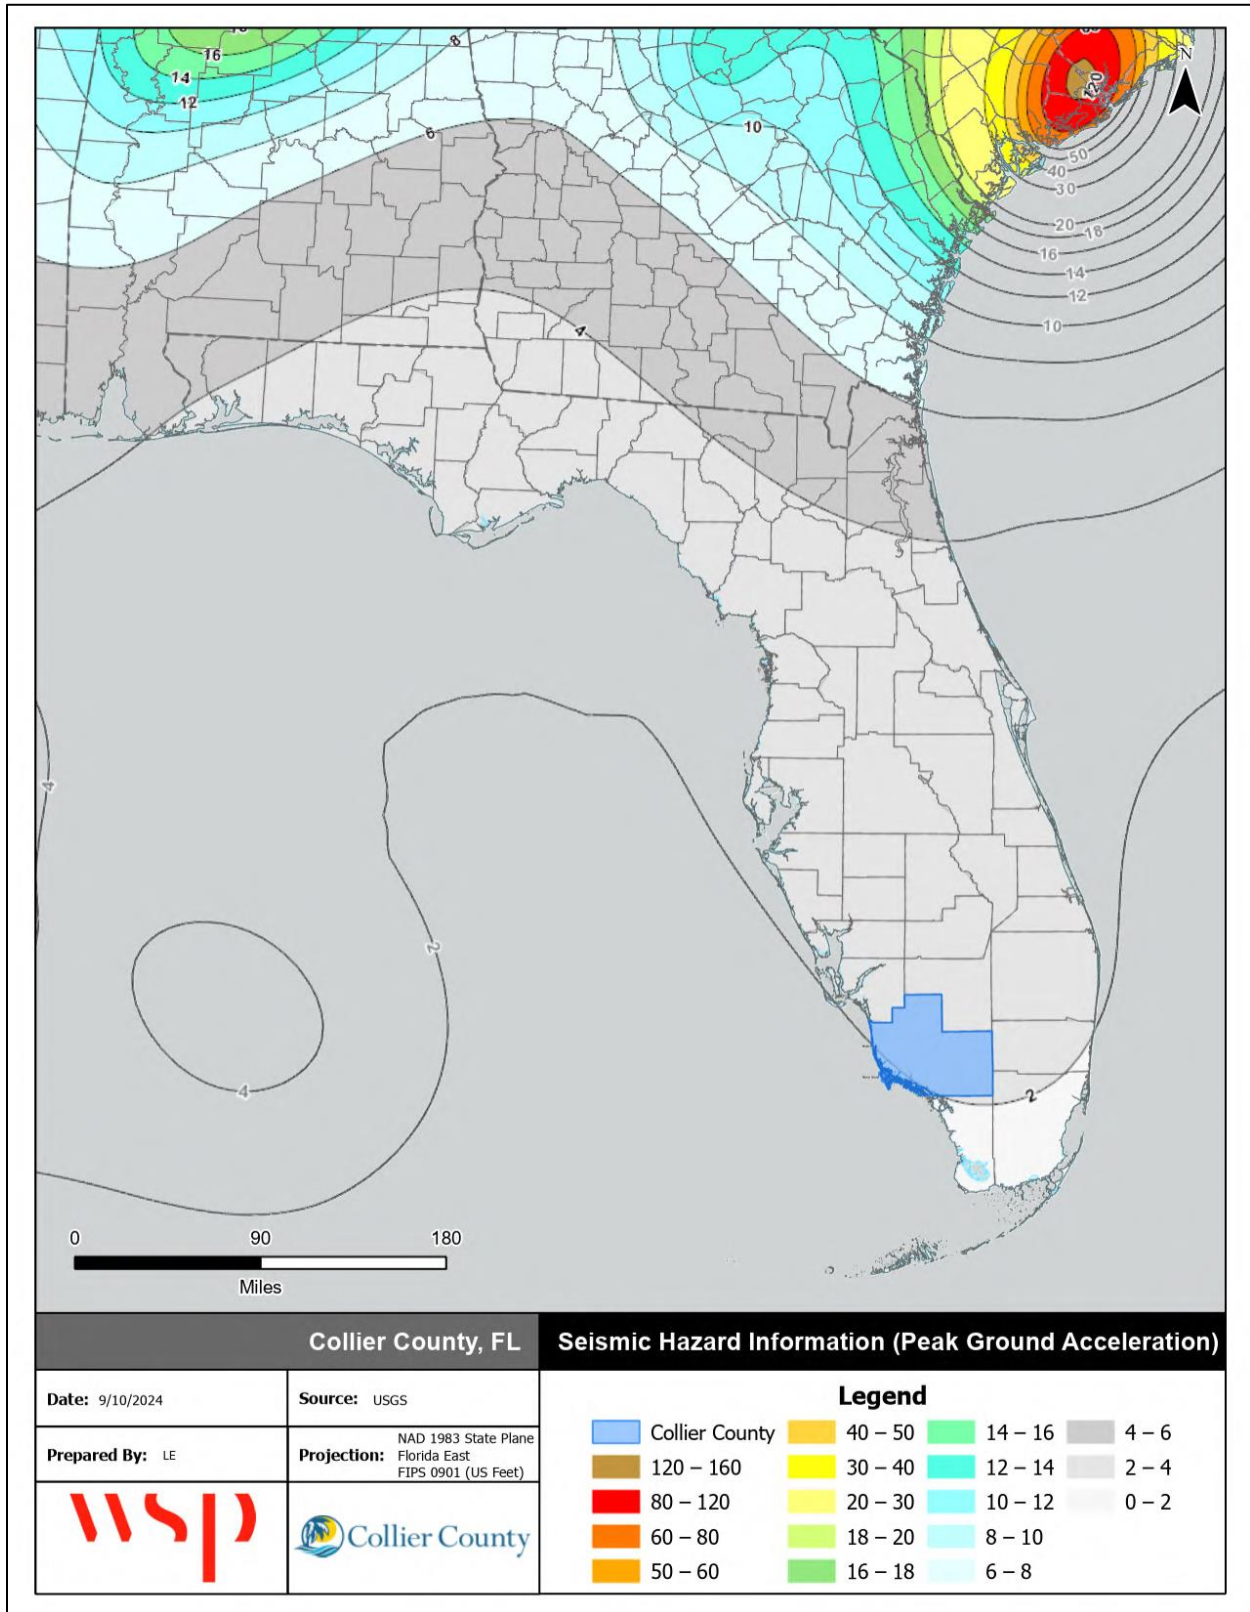 16
14
12
8
6
10
120
N
50
40
30
20
18
16
14
12
10
4
4
2
4
2
0 90 180
Miles
Collier County, FL
Seismic Hazard Information (Peak Ground Acceleration)
Date: 9/10/2024
Source: USGS
Prepared By: LE
Projection: NAD 1983 State Plane
Florida East
FIPS 0901 (US Feet)
wsp
Collier County
Legend
Collier County
120 – 160
80 – 120
60 – 80
50 – 60
40 – 50
30 – 40
20 – 30
18 – 20
16 – 18
14 – 16
12 – 14
10 – 12
8 – 10
6 – 8
4 – 6
2 – 4
0 – 2